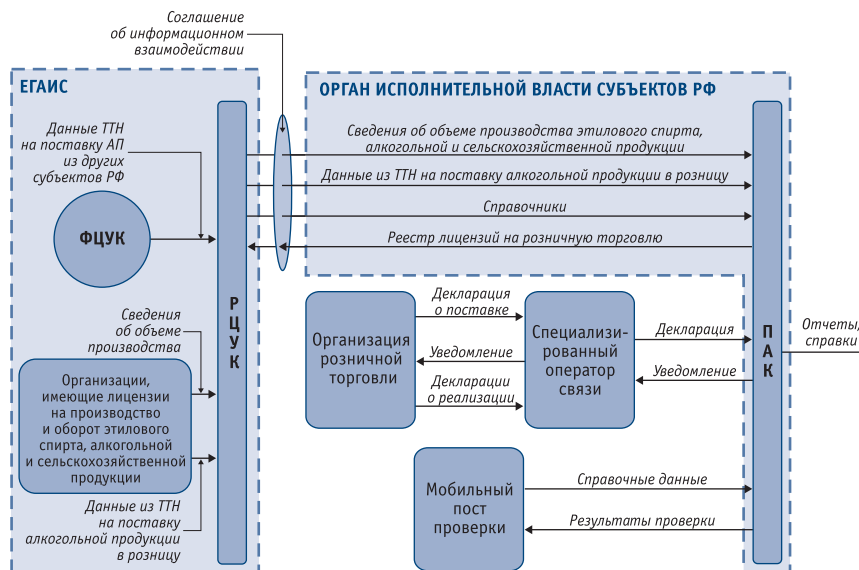 Соглашение
об информационном
взаимодействии
ЕГАИС
ОРГАН ИСПОЛНИТЕЛЬНОЙ ВЛАСТИ СУБЪЕКТОВ РФ
Данные ТТН
на поставку АП
из других
субъектов РФ
ФЦУК
РЦУК
Сведения об объеме производства этилового спирта,
алкогольной и сельскохозяйственной продукции
Данные из ТТН на поставку алкогольной продукции в розницу
Справочники
Реестр лицензий на розничную торговлю
Сведения
об объеме
производства
Организации,
имеющие лицензии
на производство
и оборот этилового
спирта, алкогольной
и сельскохозяйственной
продукции
Данные из ТТН
на поставку
алкогольной продукции
в розницу
Организация
розничной
торговли
Декларация
о поставке
Уведомление
Декларации
о реализации
Специализи-
рованный
оператор
связи
Декларация
Уведомление
ПАК
Отчеты,
справки
Мобильный
пост
проверки
Справочные данные
Результаты проверки